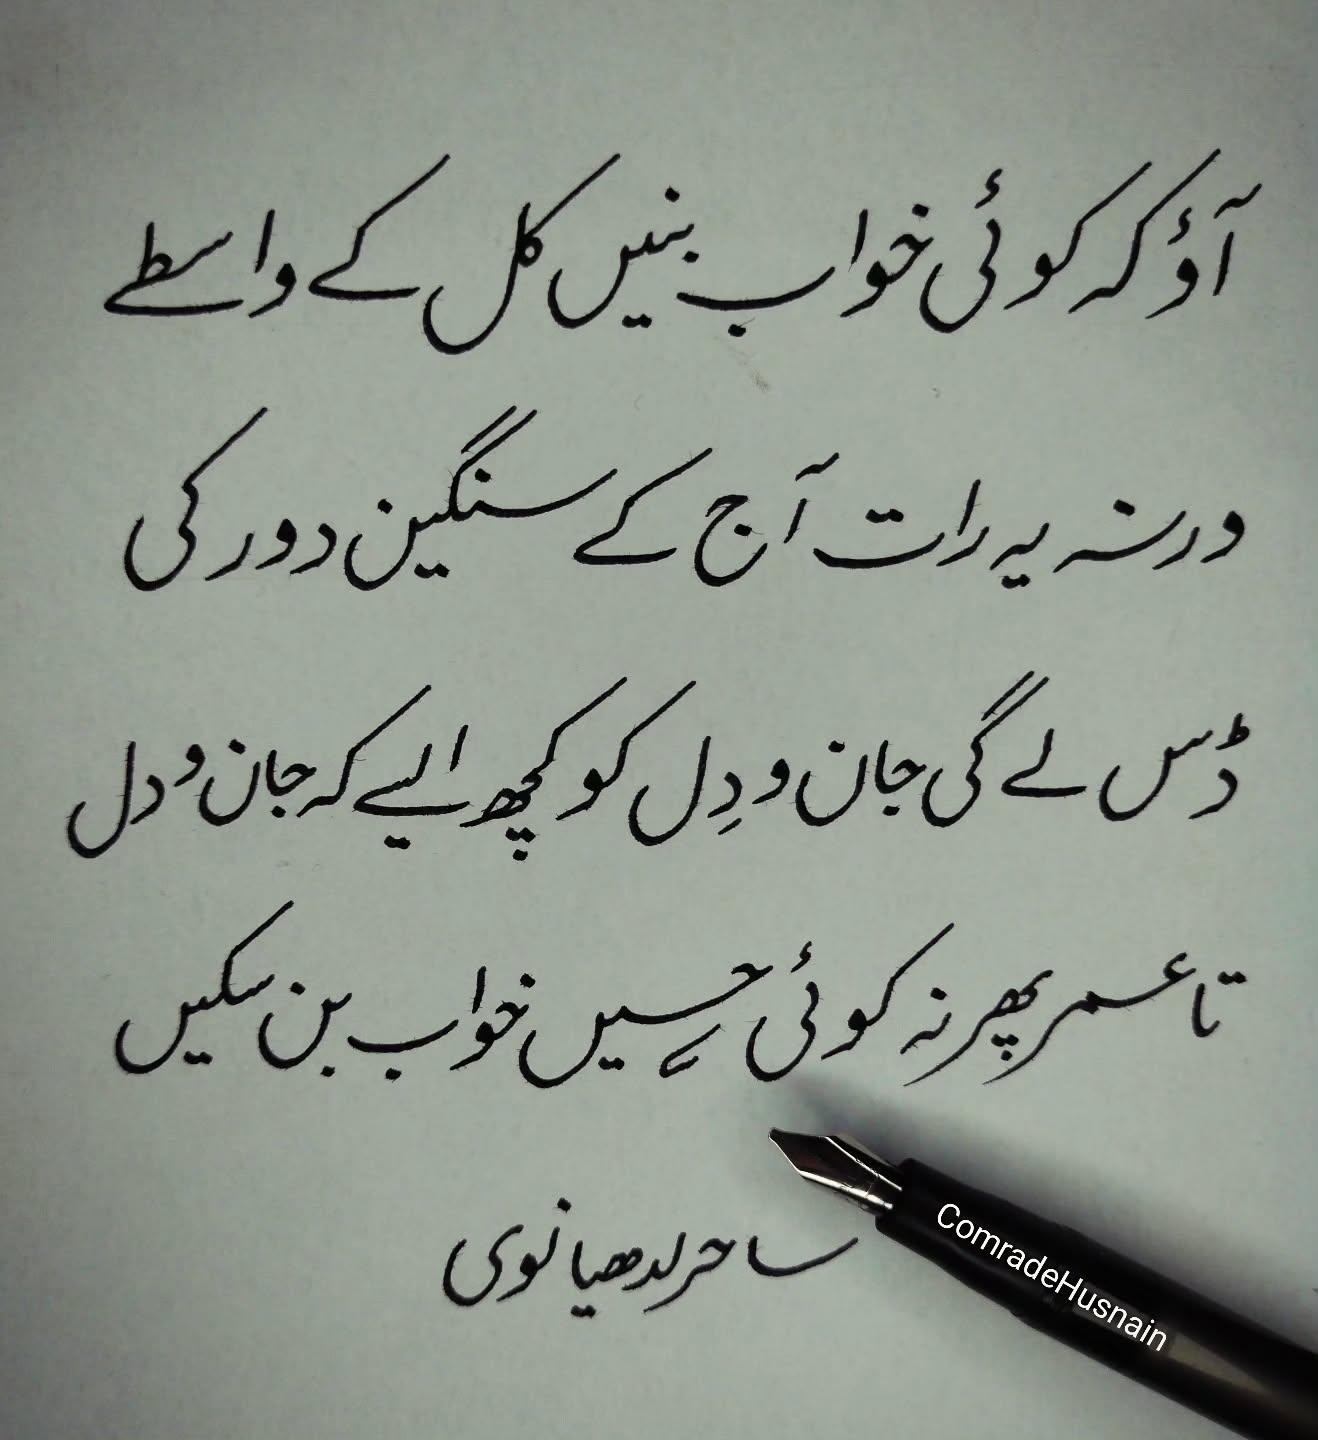 آؤ کہ کوئی خواب بنیں کل کے واسطے
ورنہ یہ رات آج کے سنگین دور کی
ڈس لے گی جان و دِل کو کچھ ایسے کہ جان و دل
تا عمر پھر نہ کوئی حسیں خواب بن سکیں
ساحر لدھیانوی
ComradeHusnain